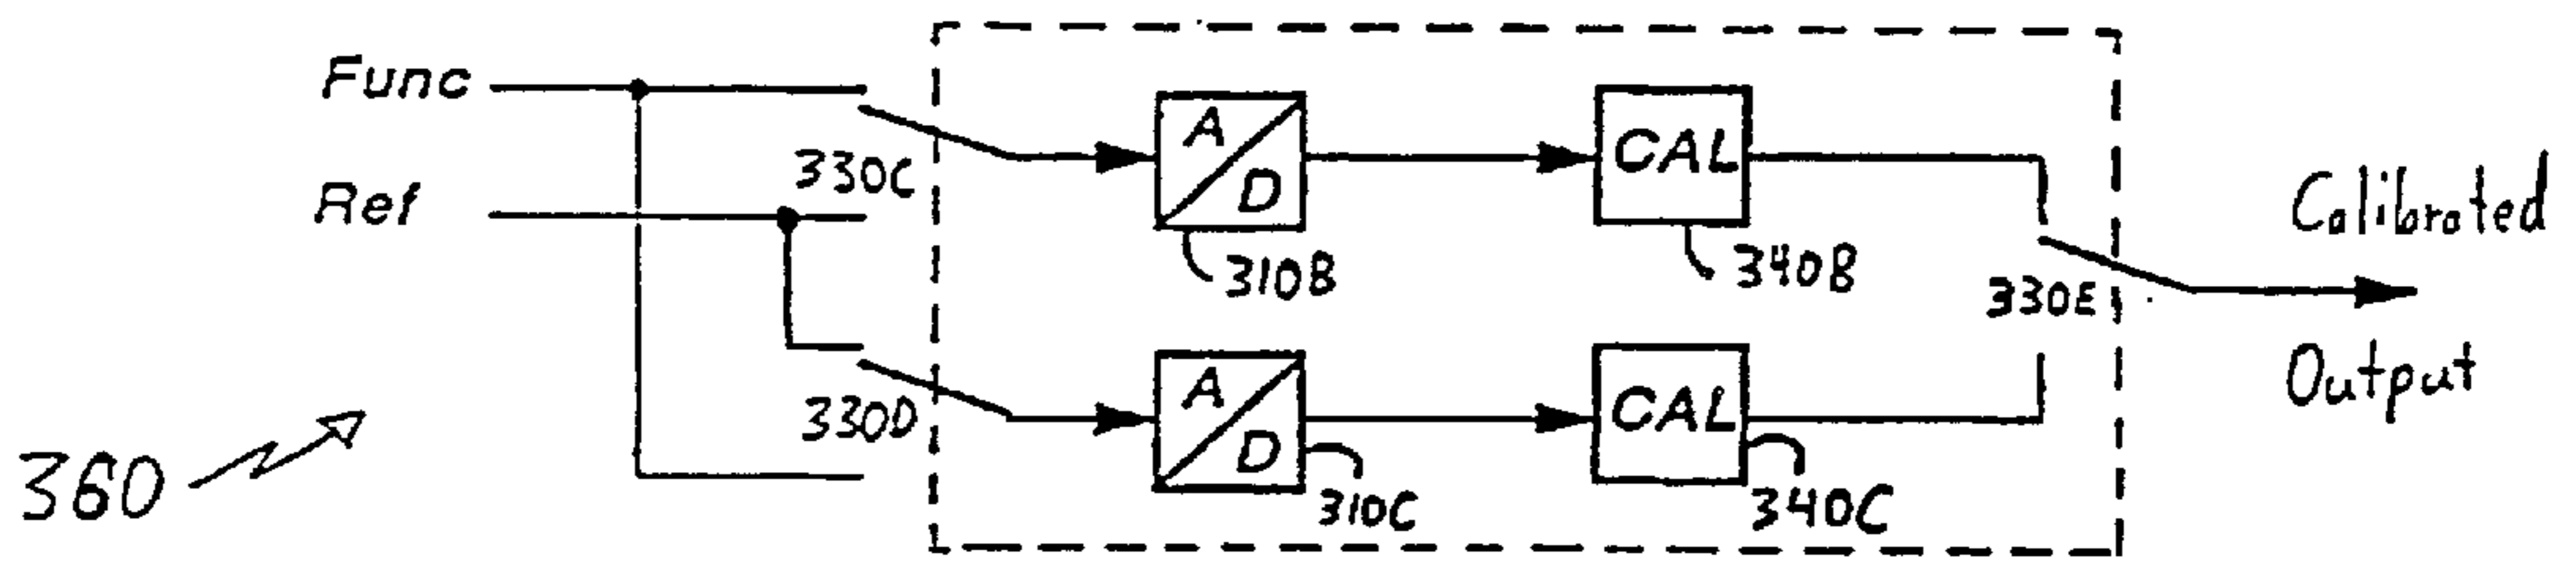 Func
Ref
330C
330D
360
A
D
310B
CAL
340B
A
D
310C
CAL
340C
330E
Calibrated
Output